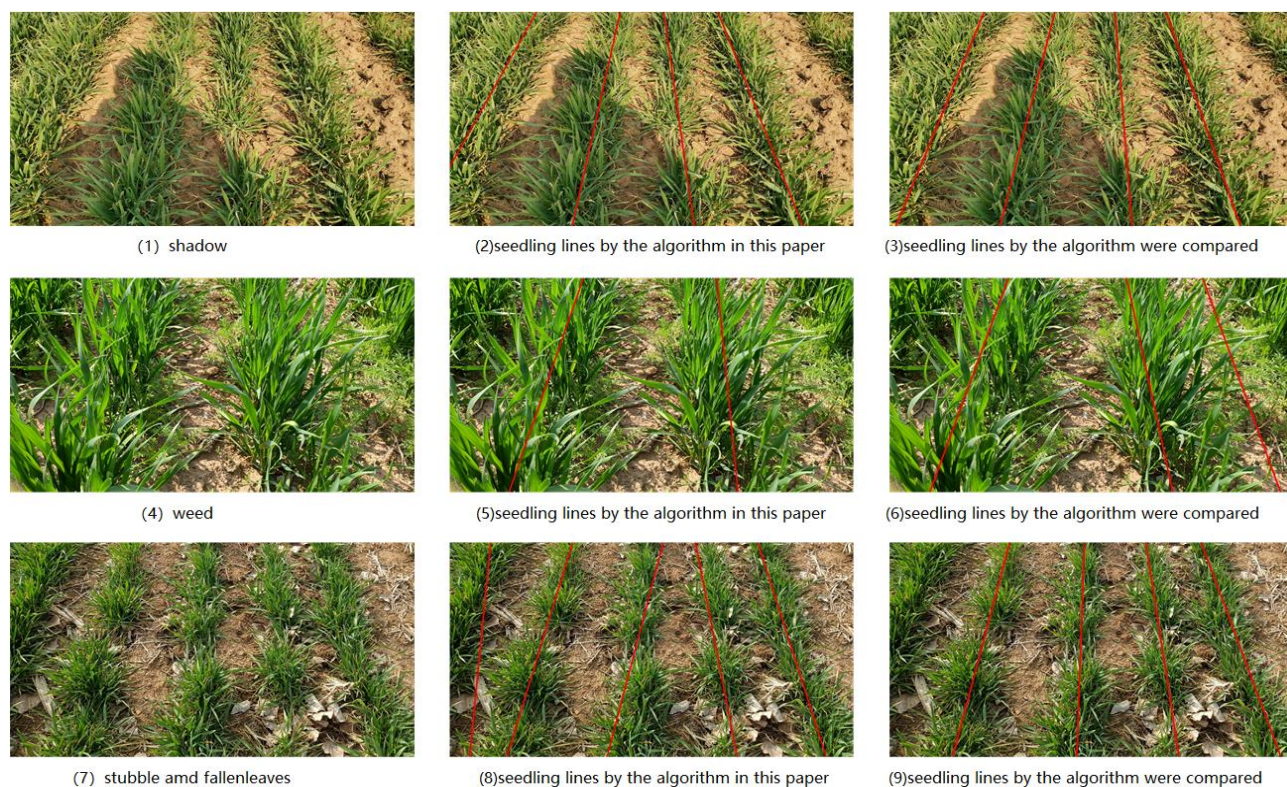 (1) shadow
(2)seedling lines by the algorithm in this paper
(3)seedling lines by the algorithm were compared
(4) weed
(5)seedling lines by the algorithm in this paper
(6)seedling lines by the algorithm were compared
(7) stubble amd fallenleaves
(8)seedling lines by the algorithm in this paper
(9)seedling lines by the algorithm were compared